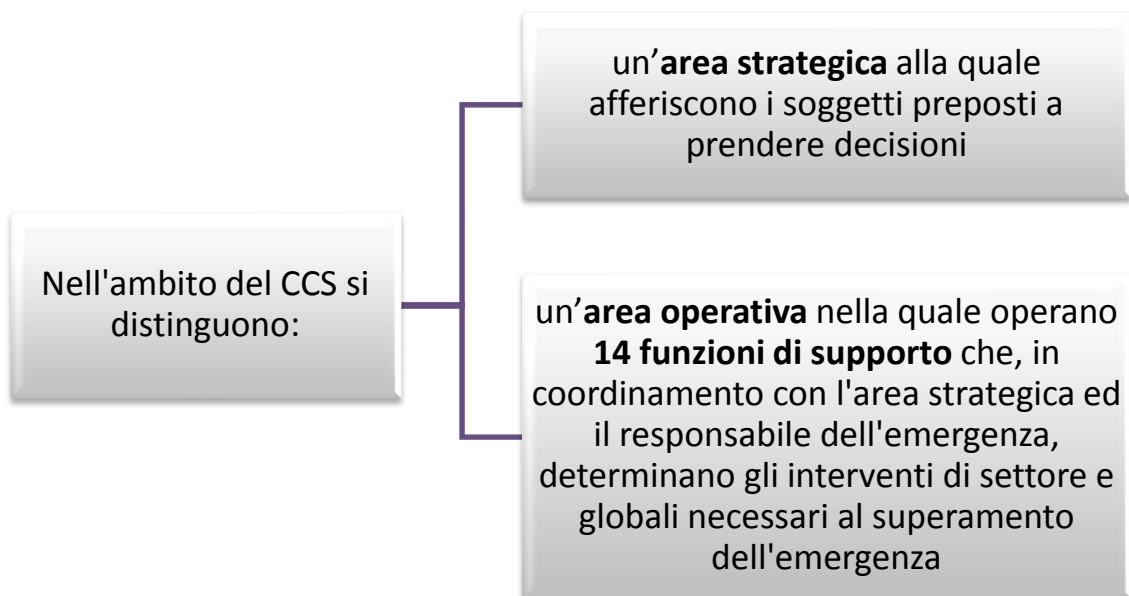 Nell'ambito del CCS si
distinguono:
un'area strategica alla quale
afferiscono i soggetti preposti a
prendere decisioni
un'area operativa nella quale operano
14 funzioni di supporto che, in
coordinamento con l'area strategica ed
il responsabile dell'emergenza,
determinano gli interventi di settore e
globali necessari al superamento
dell'emergenza